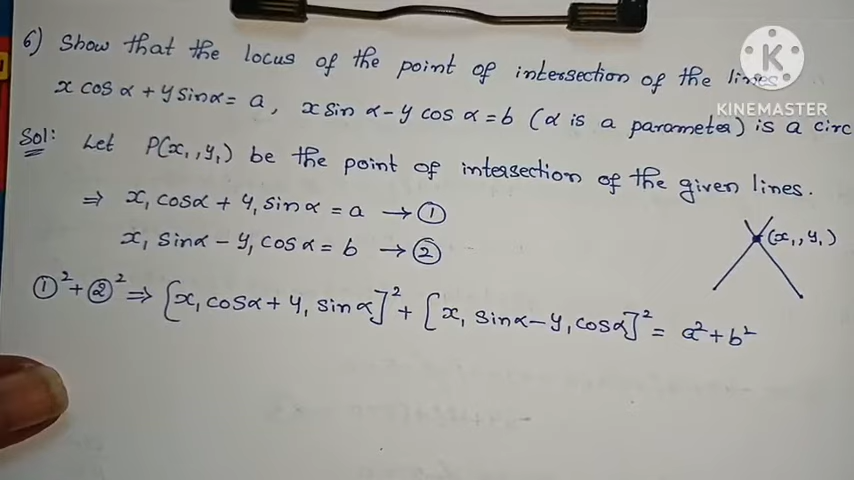 6) Show that the locus of the point of intersection of the lines
x cos α + y sin α = a, x sin α - y cos α = b (α is a parameter) is a circ
Sol: Let P(x₁, y₁) be the point of intersection of the given lines.
⇒ x₁ cos α + y₁ sin α = a → ①
x₁ sin α - y₁ cos α = b → ②
(x₁, y₁)
①² + ②² ⇒ [x₁ cos α + y₁ sin α]² + [x₁ sin α - y₁ cos α]² = a² + b²
K
KINEMASTER